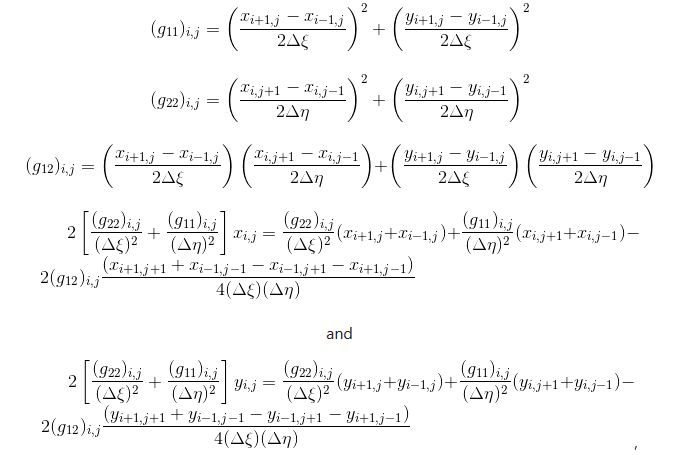 $(g_{11})_{i,j} = \left(\frac{x_{i+1,j} - x_{i-1,j}}{2\Delta\xi}\right)^2 + \left(\frac{y_{i+1,j} - y_{i-1,j}}{2\Delta\xi}\right)^2$
$(g_{22})_{i,j} = \left(\frac{x_{i,j+1} - x_{i,j-1}}{2\Delta\eta}\right)^2 + \left(\frac{y_{i,j+1} - y_{i,j-1}}{2\Delta\eta}\right)^2$
$(g_{12})_{i,j} = \left(\frac{x_{i+1,j} - x_{i-1,j}}{2\Delta\xi}\right)\left(\frac{x_{i,j+1} - x_{i,j-1}}{2\Delta\eta}\right) + \left(\frac{y_{i+1,j} - y_{i-1,j}}{2\Delta\xi}\right)\left(\frac{y_{i,j+1} - y_{i,j-1}}{2\Delta\eta}\right)$
$2\left[\frac{(g_{22})_{i,j}}{(\Delta\xi)^2} + \frac{(g_{11})_{i,j}}{(\Delta\eta)^2}\right] x_{i,j} = \frac{(g_{22})_{i,j}}{(\Delta\xi)^2}(x_{i+1,j} + x_{i-1,j}) + \frac{(g_{11})_{i,j}}{(\Delta\eta)^2}(x_{i,j+1} + x_{i,j-1}) -$
$2(g_{12})_{i,j}\frac{(x_{i+1,j+1} + x_{i-1,j-1} - x_{i-1,j+1} - x_{i+1,j-1})}{4(\Delta\xi)(\Delta\eta)}$
and
$2\left[\frac{(g_{22})_{i,j}}{(\Delta\xi)^2} + \frac{(g_{11})_{i,j}}{(\Delta\eta)^2}\right] y_{i,j} = \frac{(g_{22})_{i,j}}{(\Delta\xi)^2}(y_{i+1,j} + y_{i-1,j}) + \frac{(g_{11})_{i,j}}{(\Delta\eta)^2}(y_{i,j+1} + y_{i,j-1}) -$
$2(g_{12})_{i,j}\frac{(y_{i+1,j+1} + y_{i-1,j-1} - y_{i-1,j+1} - y_{i+1,j-1})}{4(\Delta\xi)(\Delta\eta)}$
,